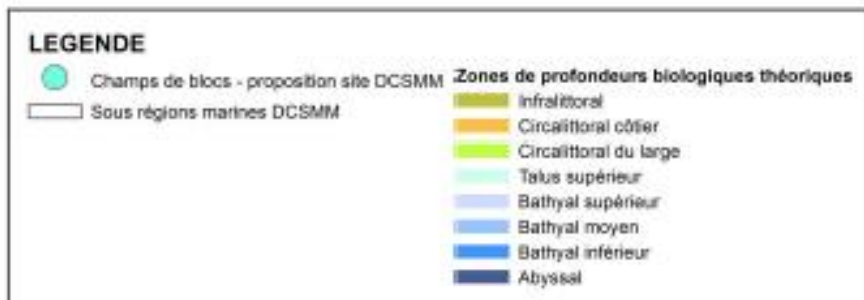 LEGENDE
Champs de blocs - proposition site DCSMM
Sous régions marines DCSMM
Zones de profondeurs biologiques théoriques
Infralittoral
Circalittoral côtier
Circalittoral du large
Talus supérieur
Bathyal supérieur
Bathyal moyen
Bathyal inférieur
Abyssal